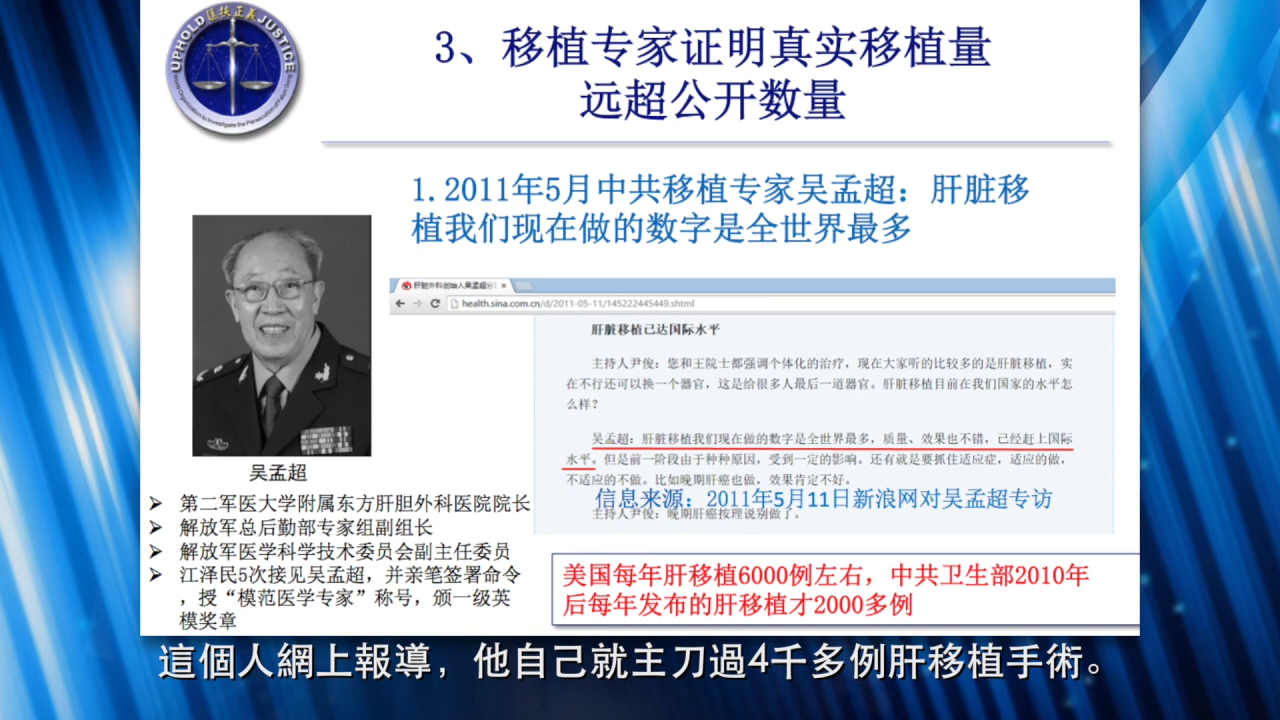 UPHOLD 匡扶正義 JUSTICE
World Organization to Investigate the Persecution of Falun Gong
3、移植专家证明真实移植量
远超公开数量
1.2011年5月中共移植专家吴孟超：肝脏移
植我们现在做的数字是全世界最多
肝脏外科创始人吴孟超分
health.sina.com.cn/d/2011-05-11/145222445449.shtml
肝脏移植已达国际水平
主持人尹俊：您和王院士都强调个体化的治疗，现在大家听的比较多的是肝脏移植，实
在不行还可以换一个器官，这是给很多人最后一道器官。肝脏移植目前在我们国家的水平怎
么样？
吴孟超：肝脏移植我们现在做的数字是全世界最多，质量、效果也不错，已经赶上国际
水平。但是前一阶段由于种种原因，受到一定的影响。还有就是要抓住适应症，适应的做，
不适应的不做。比如晚期肝癌也做，效果肯定不好。
信息来源：2011年5月11日新浪网对吴孟超专访
主持人尹俊：晚期肝癌按理说别做了。
吴孟超
➢ 第二军医大学附属东方肝胆外科医院院长
➢ 解放军总后勤部专家组副组长
➢ 解放军医学科学技术委员会副主任委员
➢ 江泽民5次接见吴孟超，并亲笔签署命令
，授“模范医学专家”称号，颁一级英
模奖章
美国每年肝移植6000例左右，中共卫生部2010年
后每年发布的肝移植才2000多例
這個人網上報導，他自己就主刀過4千多例肝移植手術。